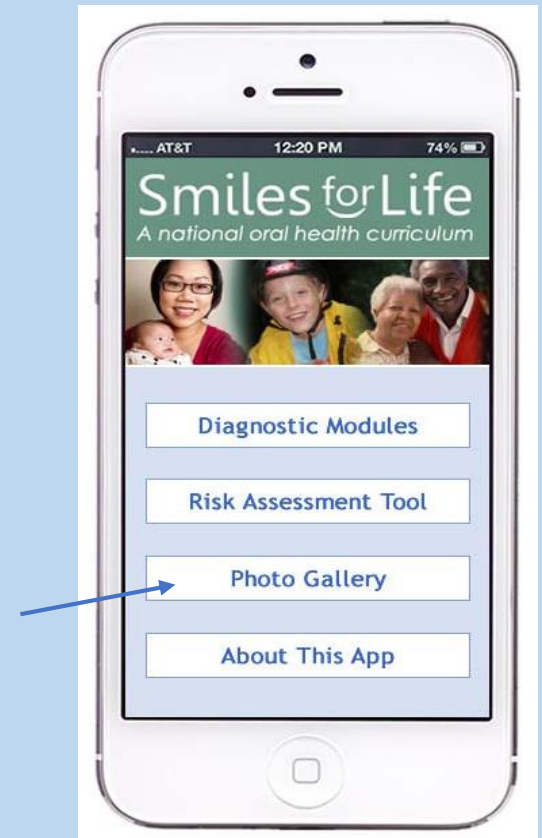 AT&T 12:20 PM 74%
Smiles for Life
A national oral health curriculum
Diagnostic Modules
Risk Assessment Tool
Photo Gallery
About This App